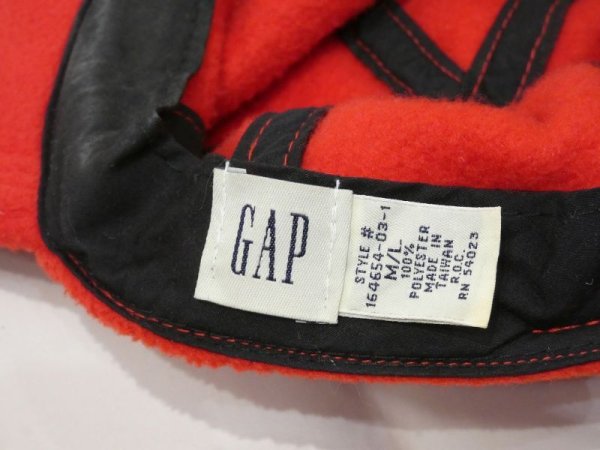 GAP
STYLE #
164654-03-1
M/L
100%
POLYESTER
MADE IN
TAIWAN
R.O.C.
RN 54023